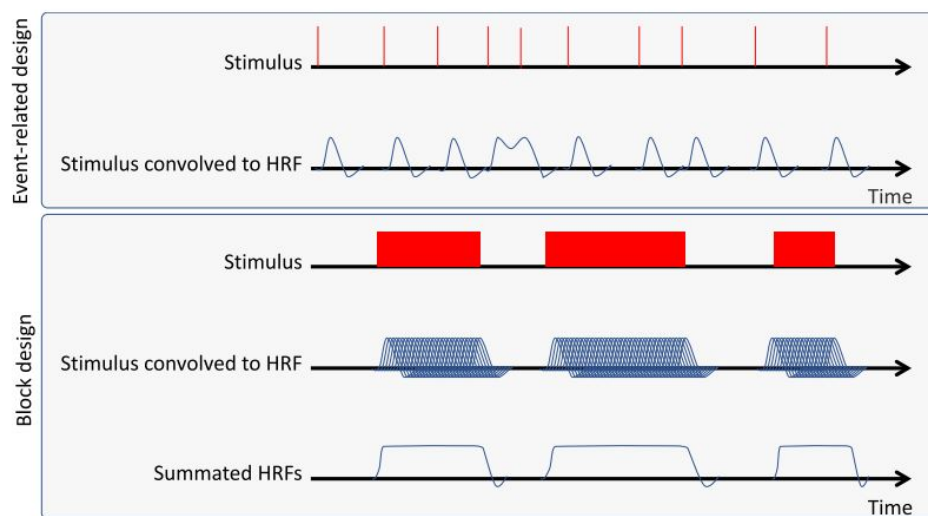 Event-related design
Stimulus
Stimulus convolved to HRF
Time
Block design
Stimulus
Stimulus convolved to HRF
Summated HRFs
Time